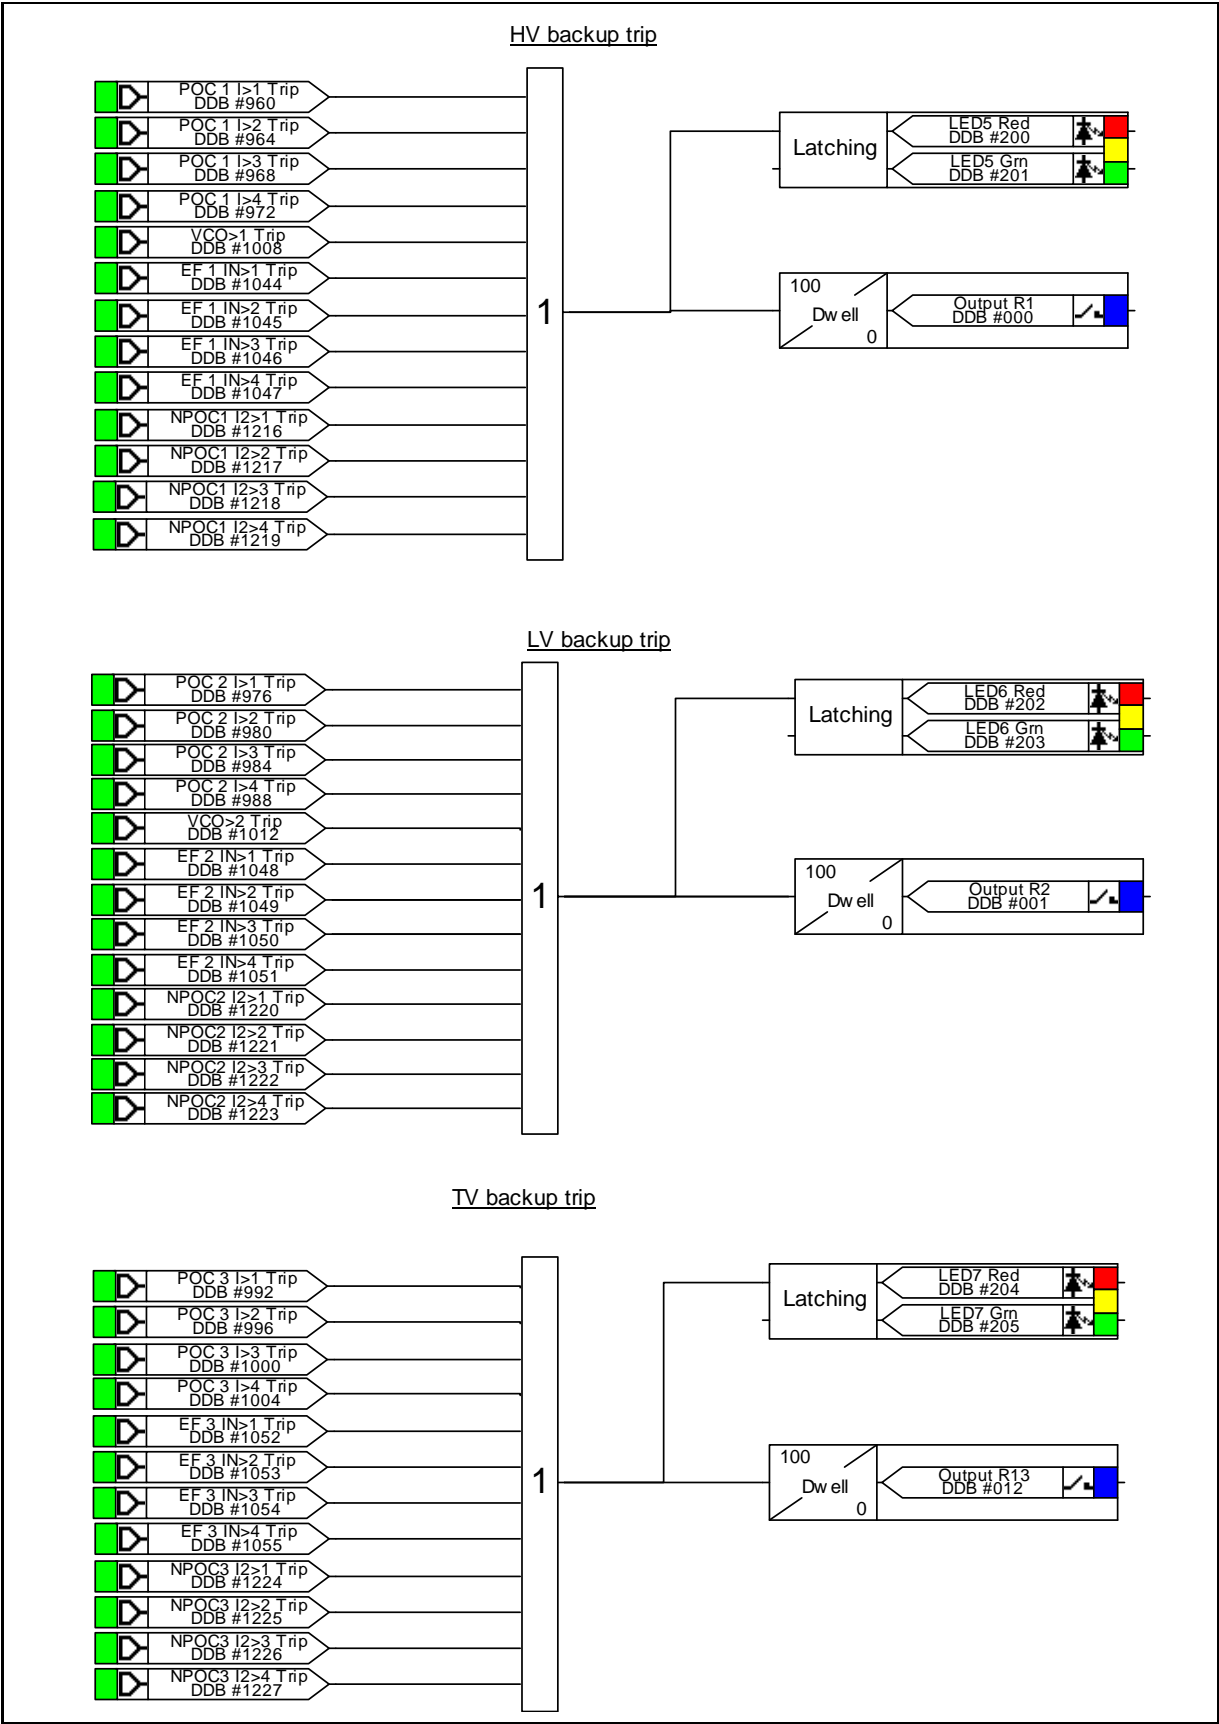 HV backup trip
POC 1 I>1 Trip
DDB #960
POC 1 I>2 Trip
DDB #964
POC 1 I>3 Trip
DDB #968
POC 1 I>4 Trip
DDB #972
VCO>1 Trip
DDB #1008
EF 1 IN>1 Trip
DDB #1044
EF 1 IN>2 Trip
DDB #1045
EF 1 IN>3 Trip
DDB #1046
EF 1 IN>4 Trip
DDB #1047
NPOC1 I2>1 Trip
DDB #1216
NPOC1 I2>2 Trip
DDB #1217
NPOC1 I2>3 Trip
DDB #1218
NPOC1 I2>4 Trip
DDB #1219
1
Latching
LED5 Red
DDB #200
LED5 Grn
DDB #201
100
Dwell
0
Output R1
DDB #000
LV backup trip
POC 2 I>1 Trip
DDB #976
POC 2 I>2 Trip
DDB #980
POC 2 I>3 Trip
DDB #984
POC 2 I>4 Trip
DDB #988
VCO>2 Trip
DDB #1012
EF 2 IN>1 Trip
DDB #1048
EF 2 IN>2 Trip
DDB #1049
EF 2 IN>3 Trip
DDB #1050
EF 2 IN>4 Trip
DDB #1051
NPOC2 I2>1 Trip
DDB #1220
NPOC2 I2>2 Trip
DDB #1221
NPOC2 I2>3 Trip
DDB #1222
NPOC2 I2>4 Trip
DDB #1223
1
Latching
LED6 Red
DDB #202
LED6 Grn
DDB #203
100
Dwell
0
Output R2
DDB #001
TV backup trip
POC 3 I>1 Trip
DDB #992
POC 3 I>2 Trip
DDB #996
POC 3 I>3 Trip
DDB #1000
POC 3 I>4 Trip
DDB #1004
EF 3 IN>1 Trip
DDB #1052
EF 3 IN>2 Trip
DDB #1053
EF 3 IN>3 Trip
DDB #1054
EF 3 IN>4 Trip
DDB #1055
NPOC3 I2>1 Trip
DDB #1224
NPOC3 I2>2 Trip
DDB #1225
NPOC3 I2>3 Trip
DDB #1226
NPOC3 I2>4 Trip
DDB #1227
1
Latching
LED7 Red
DDB #204
LED7 Grn
DDB #205
100
Dwell
0
Output R13
DDB #012